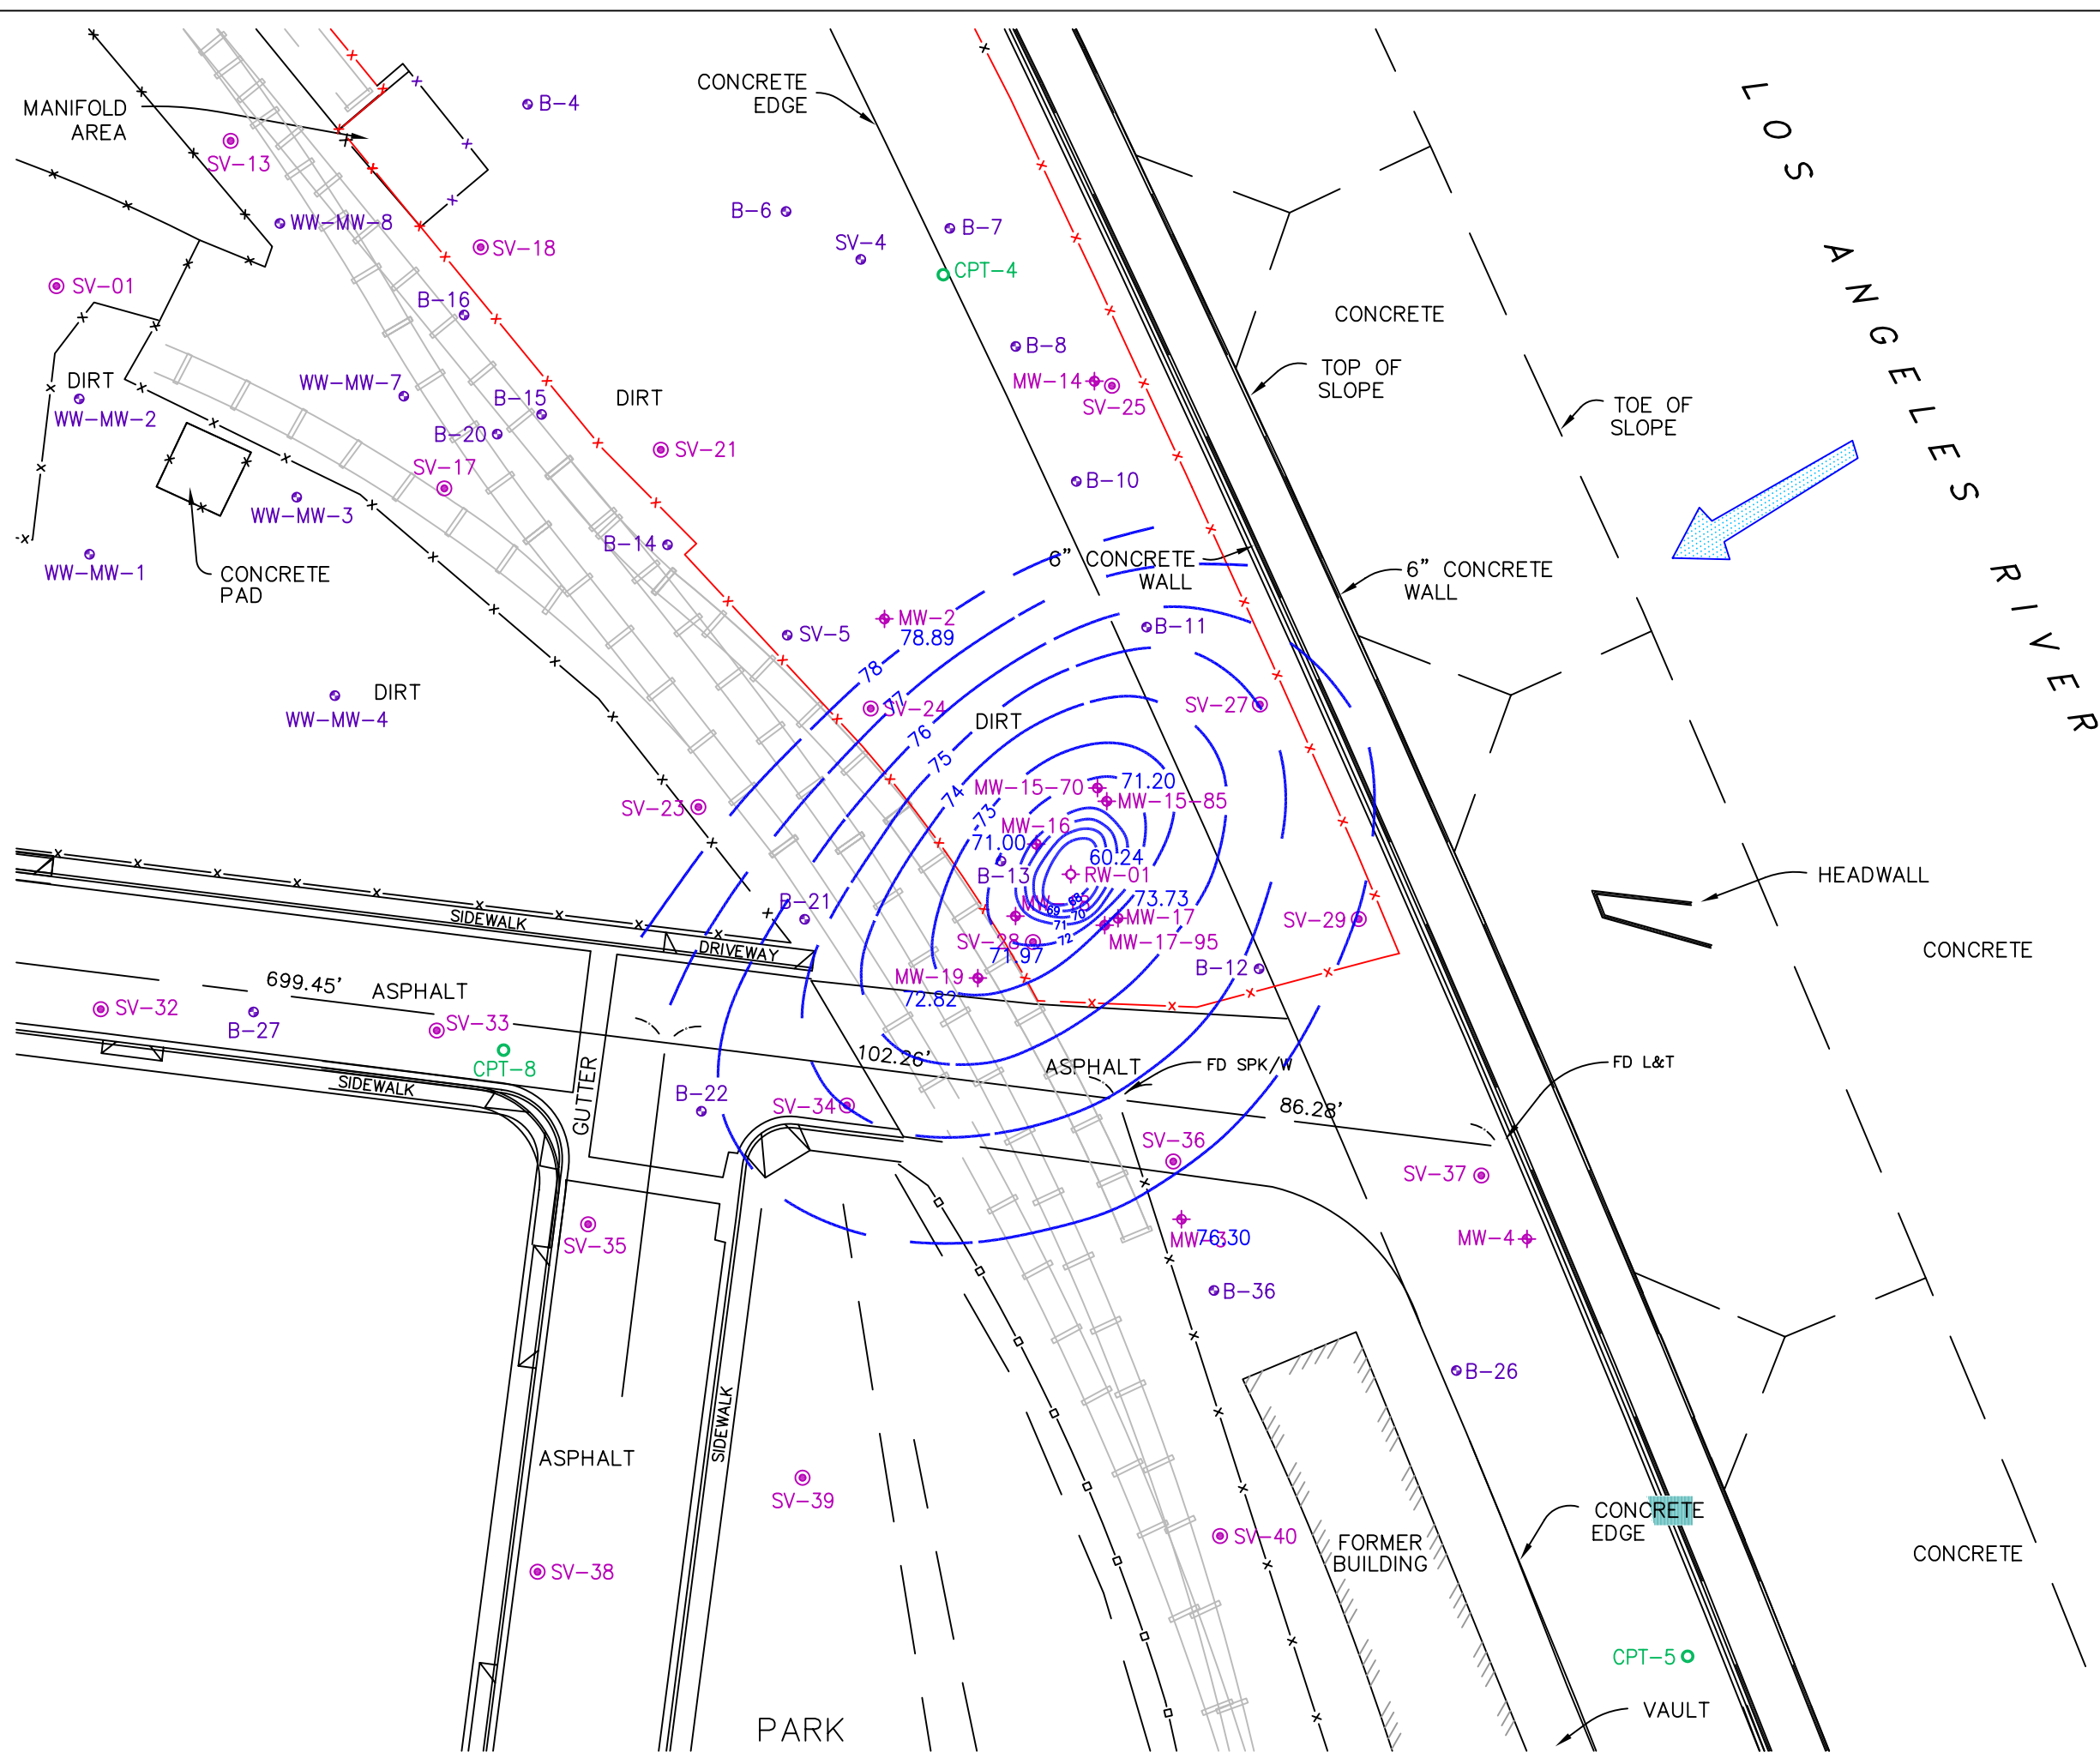 CONCRETE
EDGE
MANIFOLD
AREA
B-4
SV-13
LOS ANGELES RIVER
B-6
SV-4
B-7
CPT-4
WW-MW-8
SV-18
SV-01
B-16
CONCRETE
TOP OF
SLOPE
B-8
MW-14
SV-25
TOE OF
SLOPE
DIRT
WW-MW-2
WW-MW-7
B-15
DIRT
B-20
SV-17
SV-21
B-10
WW-MW-3
B-14
WW-MW-1
CONCRETE
PAD
6" CONCRETE
WALL
6" CONCRETE
WALL
MW-2
78.89
SV-5
B-11
78
77
76
75
74
73
SV-24
DIRT
SV-27
WW-MW-4
DIRT
MW-15-70
71.20
MW-15-85
SV-23
MW-16
71.00
60.24
B-13
RW-01
HEADWALL
68
69
70
71
72
73.73
MW-17
MW-17-95
B-21
SV-28
71.97
SV-29
SIDEWALK
DRIVEWAY
MW-19
72.82
B-12
CONCRETE
699.45'
ASPHALT
SV-32
B-27
SV-33
CPT-8
102.26'
ASPHALT
FD SPK/W
FD L&T
SIDEWALK
GUTTER
B-22
SV-34
86.28'
SV-36
SV-37
SV-35
76.30
MW-4
B-36
B-26
SIDEWALK
ASPHALT
SV-39
SV-40
FORMER
BUILDING
CONCRETE
EDGE
CONCRETE
SV-38
CPT-5
VAULT
PARK